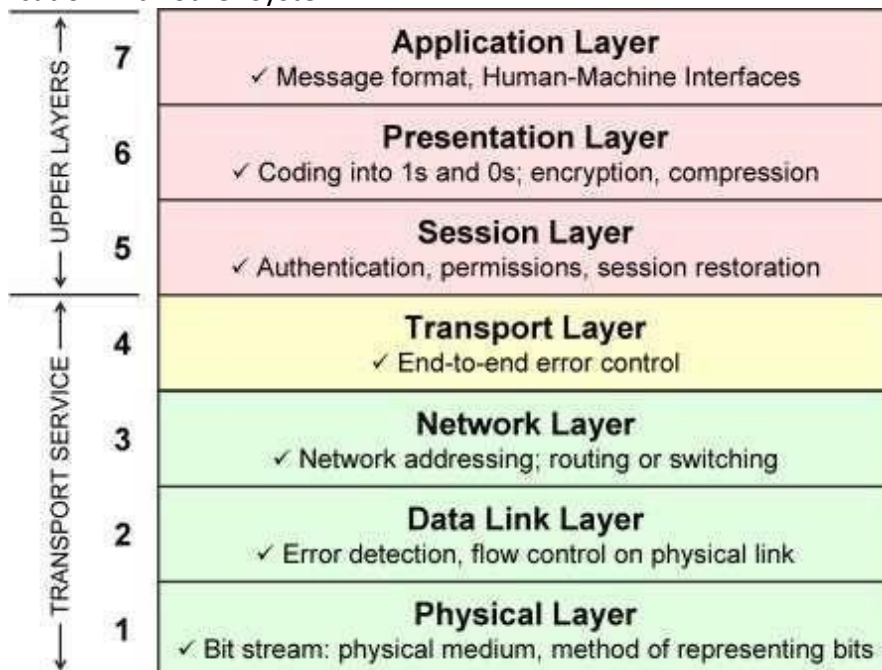 UPPER LAYERS
7
Application Layer
✓ Message format, Human-Machine Interfaces
6
Presentation Layer
✓ Coding into 1s and 0s; encryption, compression
5
Session Layer
✓ Authentication, permissions, session restoration
TRANSPORT SERVICE
4
Transport Layer
✓ End-to-end error control
3
Network Layer
✓ Network addressing; routing or switching
2
Data Link Layer
✓ Error detection, flow control on physical link
1
Physical Layer
✓ Bit stream: physical medium, method of representing bits